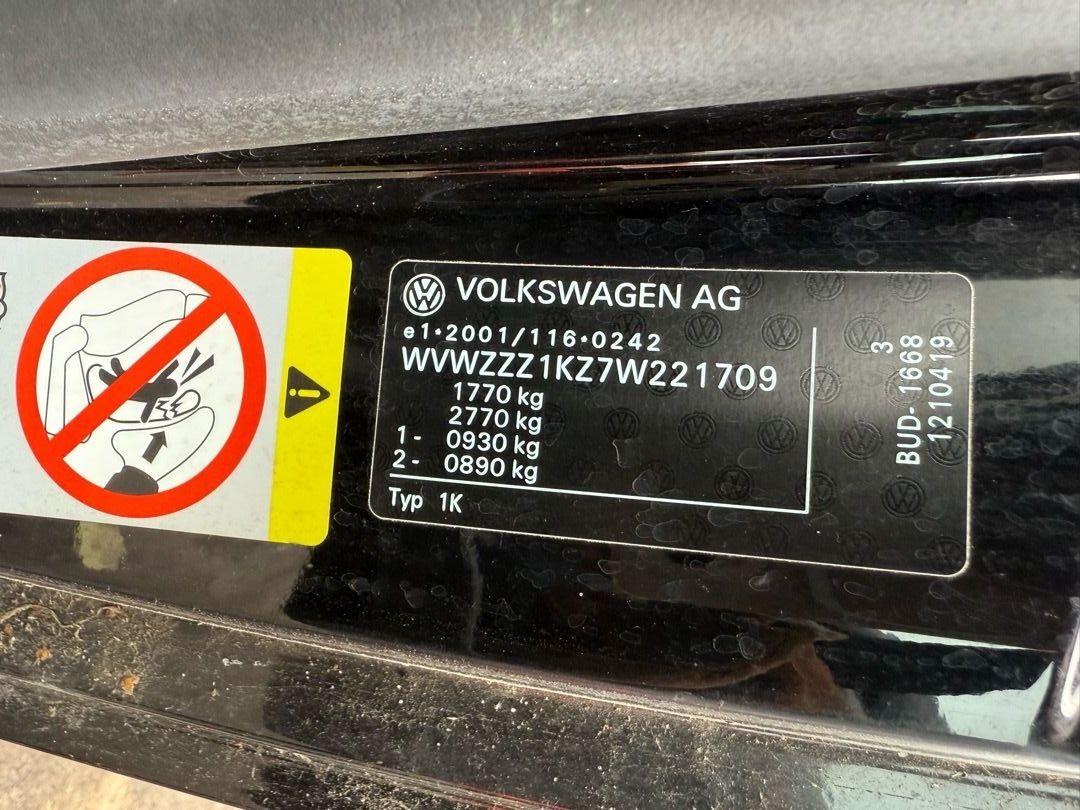 VOLKSWAGEN AG
e1*2001/116*0242
WVWZZZ1KZ7W221709
1770 kg
2770 kg
1- 0930 kg
2- 0890 kg
Typ 1K
3
BUD- 1668
1210419